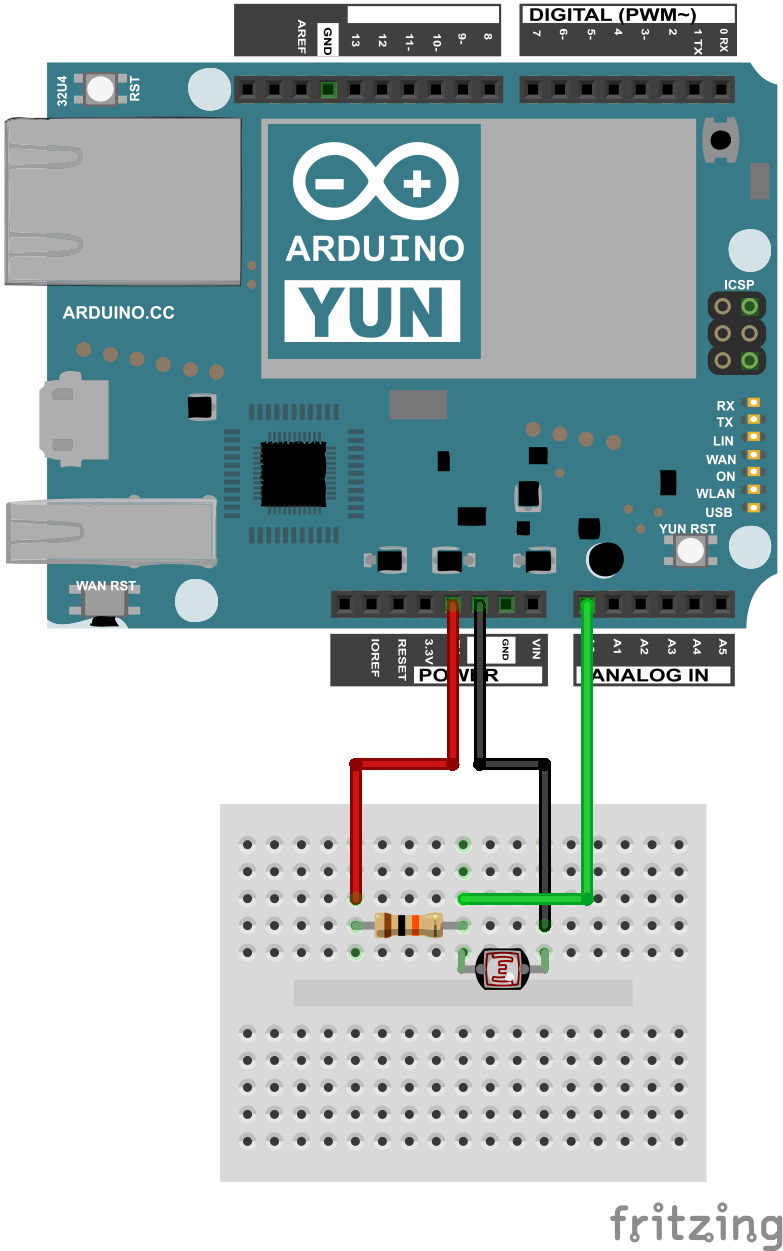 DIGITAL (PWM~)
AREF GND 13 12 11- 10- 9- 8 7 6- 5- 4 3- 2 1 TX 0 RX
32U4 RST
ARDUINO
YUN
ICSP
ARDUINO.CC
RX
TX
LIN
WAN
ON
WLAN
USB
YUN RST
WAN RST
IOREF RESET 3.3V GND VIN A1 A2 A3 A4 A5
POWER ANALOG IN
fritzing